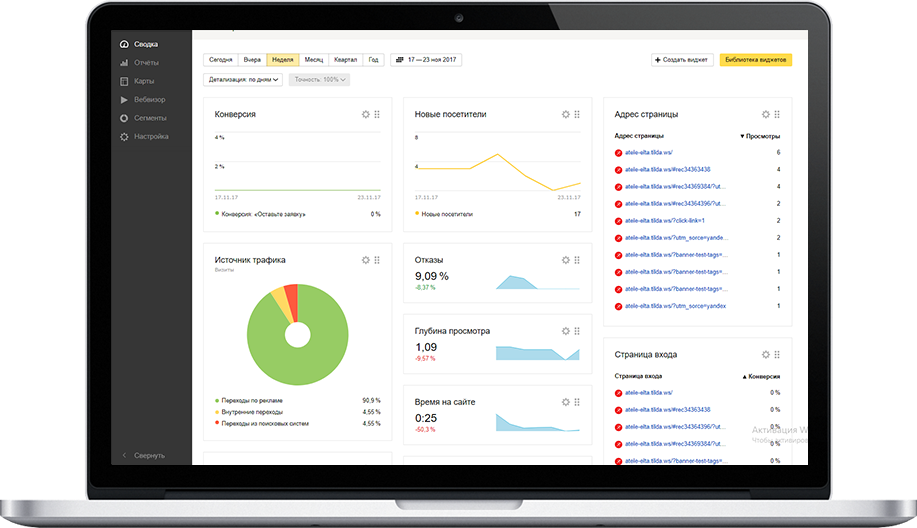 Сводка
Отчеты
Карты
Вебвизор
Сегменты
Настройка
Свернуть
Сегодня Вчера Неделя Месяц Квартал Год 17 — 23 ноя 2017
+ Создать виджет Библиотека виджетов
Детализация: по дням Точность: 100%
Конверсия
4 %
2 %
17.11.17 23.11.17
Конверсия «Оставьте заявку» 0 %
Новые посетители
8
4
17.11.17 23.11.17
Новые посетители 17
Адрес страницы
Адрес страницы ▼ Просмотры
atele-elta.tilda.ws/ 6
atele-elta.tilda.ws/#rec34363438 4
atele-elta.tilda.ws/#rec34369384/?ut... 4
atele-elta.tilda.ws/#rec34364396/?ut... 2
atele-elta.tilda.ws/?click-link=1 2
atele-elta.tilda.ws/?utm_sorce=yande... 2
atele-elta.tilda.ws/?banner-test-tags=... 1
atele-elta.tilda.ws/?banner-test-tags=... 1
atele-elta.tilda.ws/?banner-test-tags=... 1
atele-elta.tilda.ws/?utm_sorce=yandex 1
Источник трафика
Визиты
Переходы по рекламе 90,9 %
Внутренние переходы 4,55 %
Переходы из поисковых систем 4,55 %
Отказы
9,09 %
-8,37 %
Глубина просмотра
1,09
-9,57 %
Время на сайте
0:25
-50,3 %
Страница входа
Страница входа ▲ Конверсия
atele-elta.tilda.ws/ 0 %
atele-elta.tilda.ws/#rec34363438 0 %
atele-elta.tilda.ws/#rec34364396/?ut... 0 %
atele-elta.tilda.ws/#rec34369384/?ut... 0 %
atele-elta.tilda.ws/?banner-test-tags=... 0 %
Активация W
Чтобы активиров